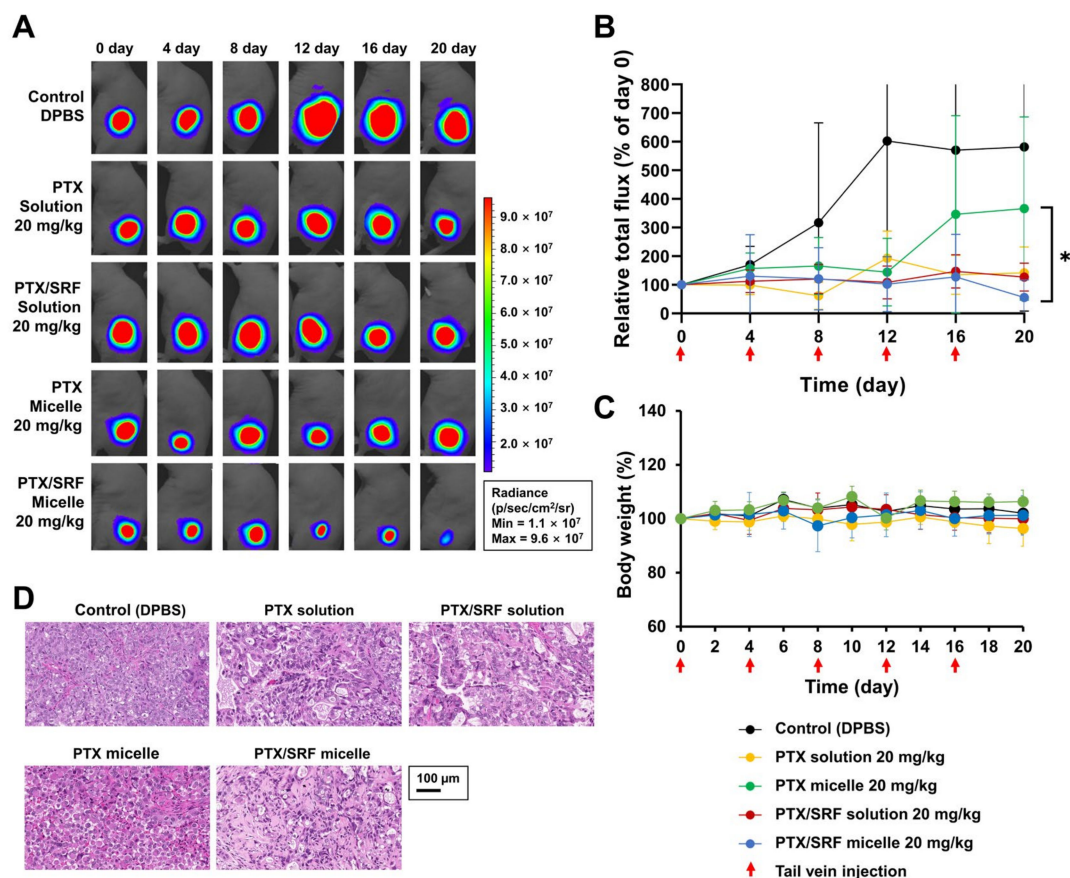 A
0 day 4 day 8 day 12 day 16 day 20 day
Control
DPBS
PTX
Solution
20 mg/kg
PTX/SRF
Solution
20 mg/kg
PTX
Micelle
20 mg/kg
PTX/SRF
Micelle
20 mg/kg
9.0 × 10⁷
8.0 × 10⁷
7.0 × 10⁷
6.0 × 10⁷
5.0 × 10⁷
4.0 × 10⁷
3.0 × 10⁷
2.0 × 10⁷
Radiance
(p/sec/cm²/sr)
Min = 1.1 × 10⁷
Max = 9.6 × 10⁷
B
Relative total flux (% of day 0)
800
700
600
500
400
300
200
100
0
0 4 8 12 16 20
Time (day)
*
C
Body weight (%)
140
120
100
80
60
0 2 4 6 8 10 12 14 16 18 20
Time (day)
Control (DPBS)
PTX solution 20 mg/kg
PTX micelle 20 mg/kg
PTX/SRF solution 20 mg/kg
PTX/SRF micelle 20 mg/kg
Tail vein injection
D
Control (DPBS) PTX solution PTX/SRF solution
PTX micelle PTX/SRF micelle
100 μm